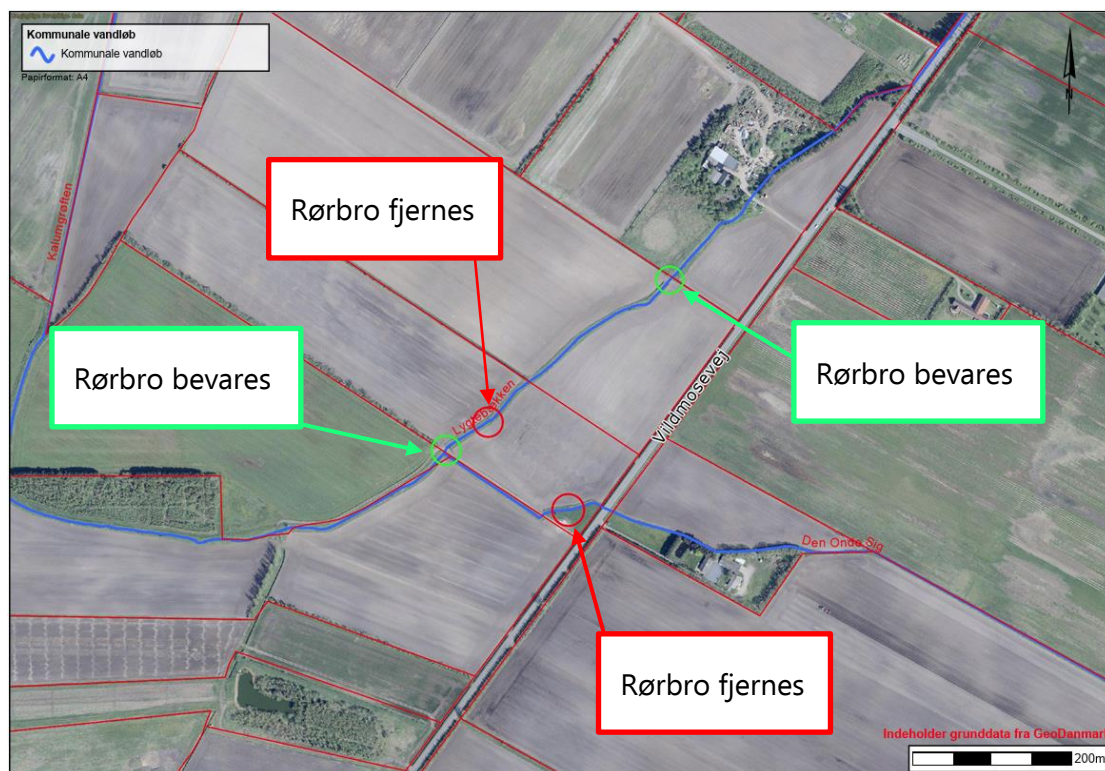 Kommunale vandløb
Kommunale vandløb
Papirformat: A4
N
Kalumgrøften
Rørbro fjernes
Rørbro bevares
Rørbro bevares
Vildmosevej
Den Onde Sig
Rørbro fjernes
Indeholder grunddata fra GeoDanmark
200m